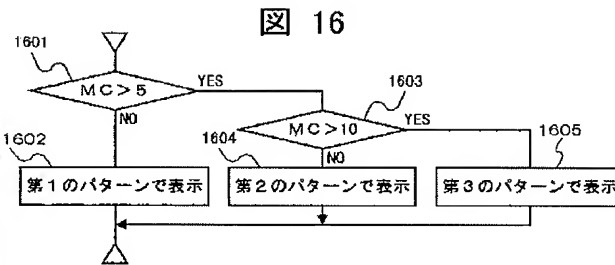 図 16
1601
MC>5
YES
NO
1603
MC>10
YES
NO
1602
第1のパターンで表示
1604
第2のパターンで表示
1605
第3のパターンで表示